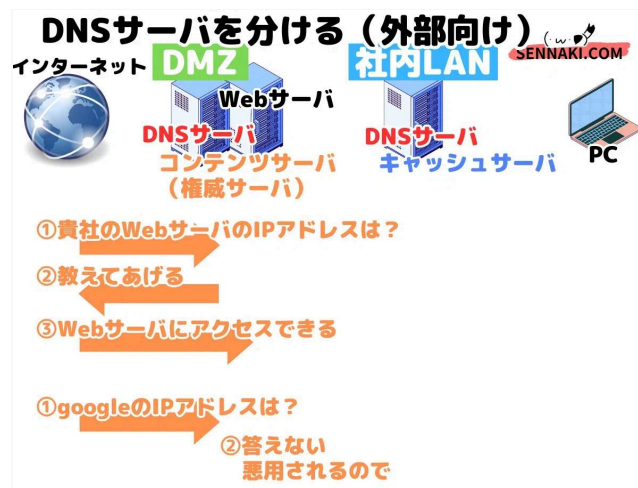 DNSサーバを分ける（外部向け）
(・ω・)
SENNAKI.COM
インターネット
DMZ
社内LAN
Webサーバ
DNSサーバ
DNSサーバ
PC
コンテンツサーバ
（権威サーバ）
キャッシュサーバ
①貴社のWebサーバのIPアドレスは？
②教えてあげる
③Webサーバにアクセスできる
①googleのIPアドレスは？
②答えない
悪用されるので